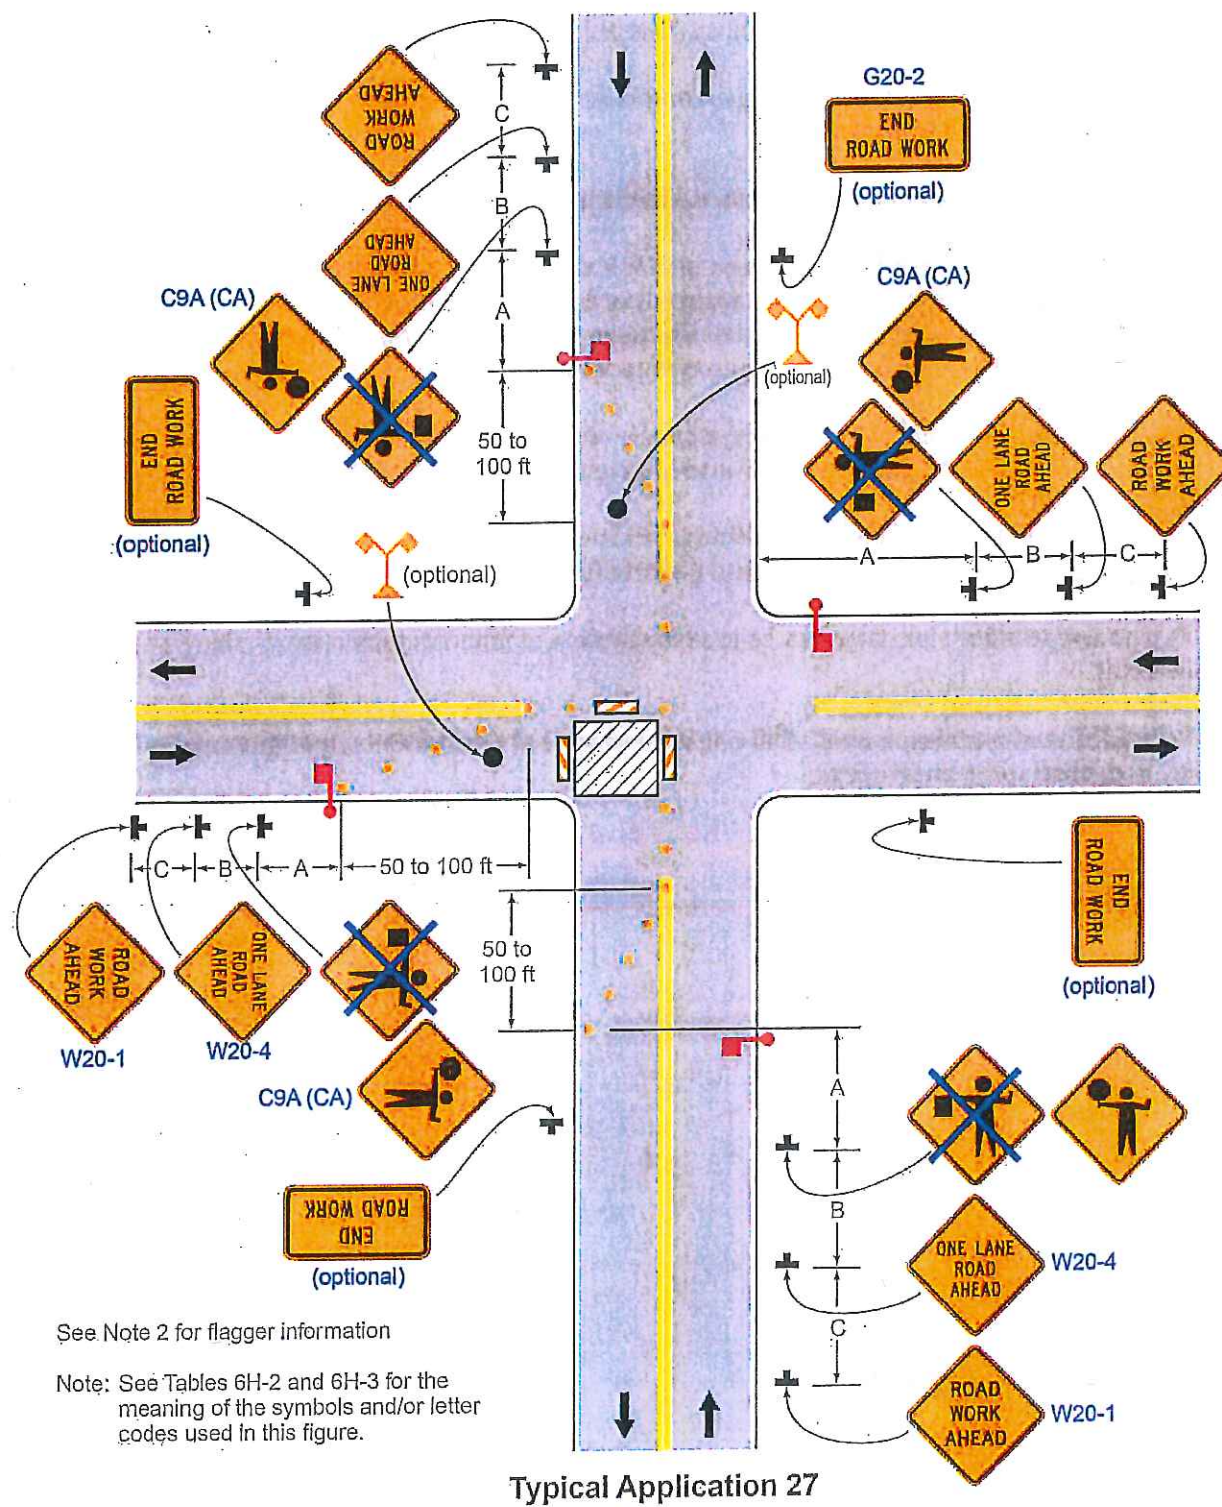 ROAD
WORK
AHEAD
C
B
A
ONE LANE
ROAD
AHEAD
C9A (CA)
50 to
100 ft
END
ROAD WORK
(optional)
(optional)
G20-2
END
ROAD WORK
(optional)
C9A (CA)
(optional)
ONE LANE
ROAD
AHEAD
ROAD
WORK
AHEAD
A
B
C
C
B
A
50 to 100 ft
ROAD
WORK
AHEAD
W20-1
ONE LANE
ROAD
AHEAD
W20-4
C9A (CA)
50 to
100 ft
END
ROAD WORK
(optional)
END
ROAD WORK
(optional)
A
B
C
ONE LANE
ROAD
AHEAD
W20-4
ROAD
WORK
AHEAD
W20-1
See Note 2 for flagger information
Note: See Tables 6H-2 and 6H-3 for the
meaning of the symbols and/or letter
codes used in this figure.
Typical Application 27